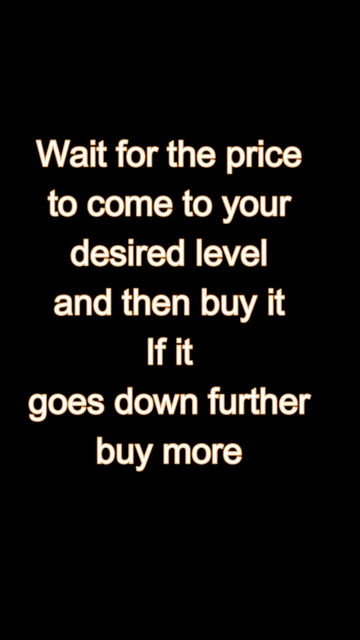 Wait for the price
to come to your
desired level
and then buy it
If it
goes down further
buy more